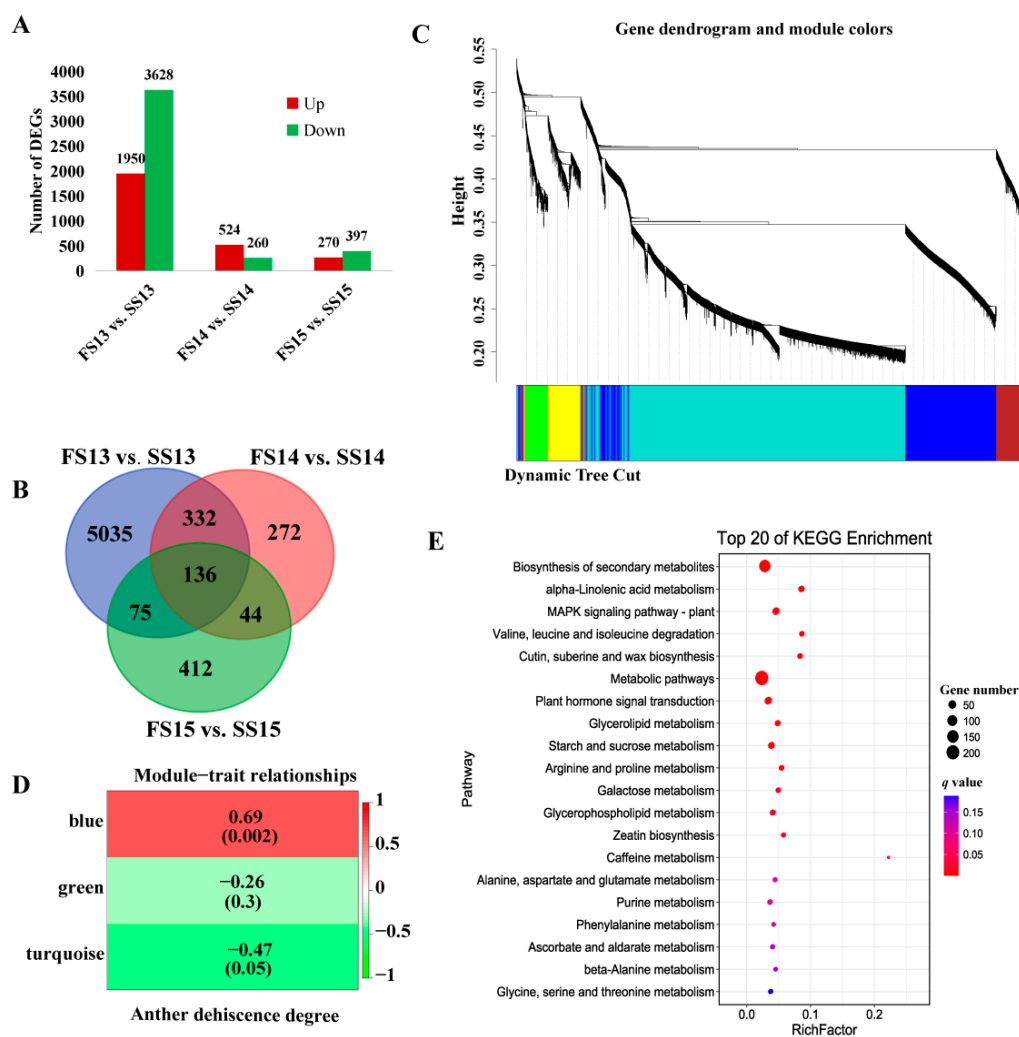 A
4000
3500
3000
2500
2000
1500
1000
500
0
Number of DEGs
3628
1950
524
260
270
397
Up
Down
FS13 vs. SS13
FS14 vs. SS14
FS15 vs. SS15
C
Gene dendrogram and module colors
Height
0.55
0.50
0.45
0.40
0.35
0.30
0.25
0.20
Dynamic Tree Cut
B
FS13 vs. SS13
FS14 vs. SS14
5035
332
272
136
75
44
412
FS15 vs. SS15
D
Module−trait relationships
blue
0.69
(0.002)
green
−0.26
(0.3)
turquoise
−0.47
(0.05)
1
0.5
0
−0.5
−1
Anther dehiscence degree
E
Top 20 of KEGG Enrichment
Pathway
Biosynthesis of secondary metabolites
alpha-Linolenic acid metabolism
MAPK signaling pathway - plant
Valine, leucine and isoleucine degradation
Cutin, suberine and wax biosynthesis
Metabolic pathways
Plant hormone signal transduction
Glycerolipid metabolism
Starch and sucrose metabolism
Arginine and proline metabolism
Galactose metabolism
Glycerophospholipid metabolism
Zeatin biosynthesis
Caffeine metabolism
Alanine, aspartate and glutamate metabolism
Purine metabolism
Phenylalanine metabolism
Ascorbate and aldarate metabolism
beta-Alanine metabolism
Glycine, serine and threonine metabolism
0.0
0.1
0.2
RichFactor
Gene number
50
100
150
200
q value
0.15
0.10
0.05